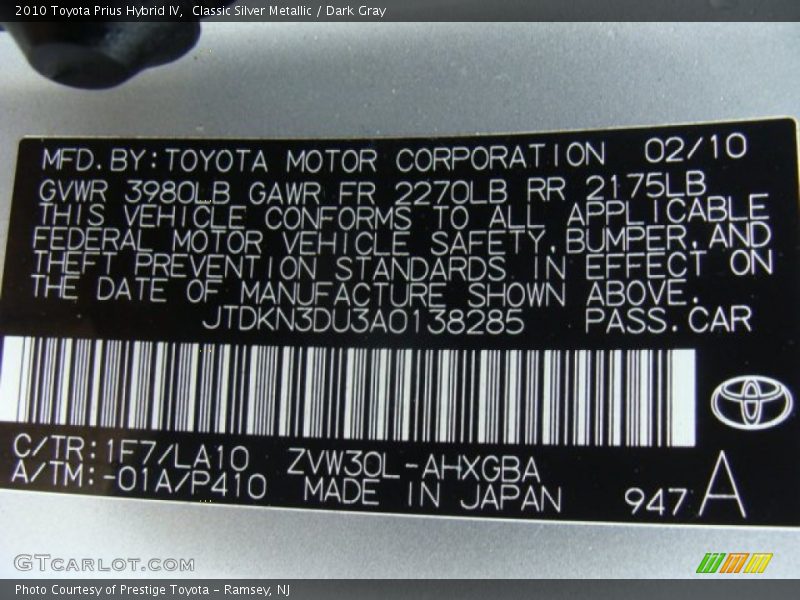 2010 Toyota Prius Hybrid IV, Classic Silver Metallic / Dark Gray
MFD. BY: TOYOTA MOTOR CORPORATION 02/10
GVWR 3980LB GAWR FR 2270LB RR 2175LB
THIS VEHICLE CONFORMS TO ALL APPLICABLE
FEDERAL MOTOR VEHICLE SAFETY, BUMPER, AND
THEFT PREVENTION STANDARDS IN EFFECT ON
THE DATE OF MANUFACTURE SHOWN ABOVE.
JTDKN3DU3A0138285 PASS. CAR
C/TR: 1F7/LA10 ZVW30L-AHXGBA
A/TM: -01A/P410 MADE IN JAPAN 947 A
GTCARLOT.COM
Photo Courtesy of Prestige Toyota - Ramsey, NJ